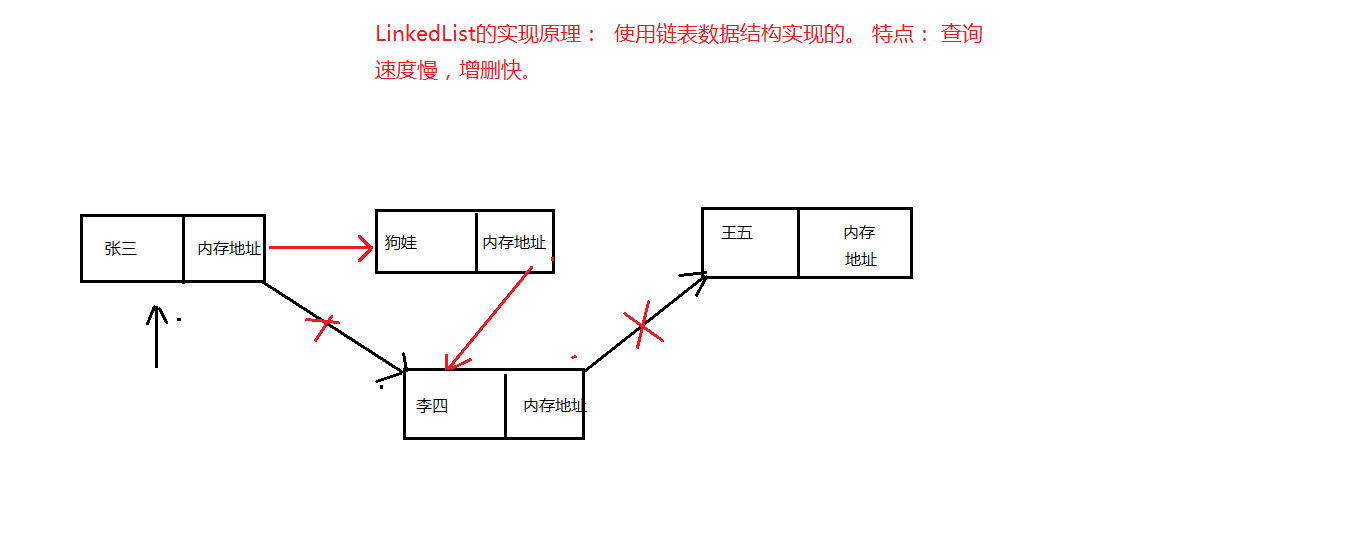 LinkedList的实现原理： 使用链表数据结构实现的。 特点： 查询
速度慢，增删快。
张三 内存地址
狗娃 内存地址
王五 内存
地址
李四 内存地址